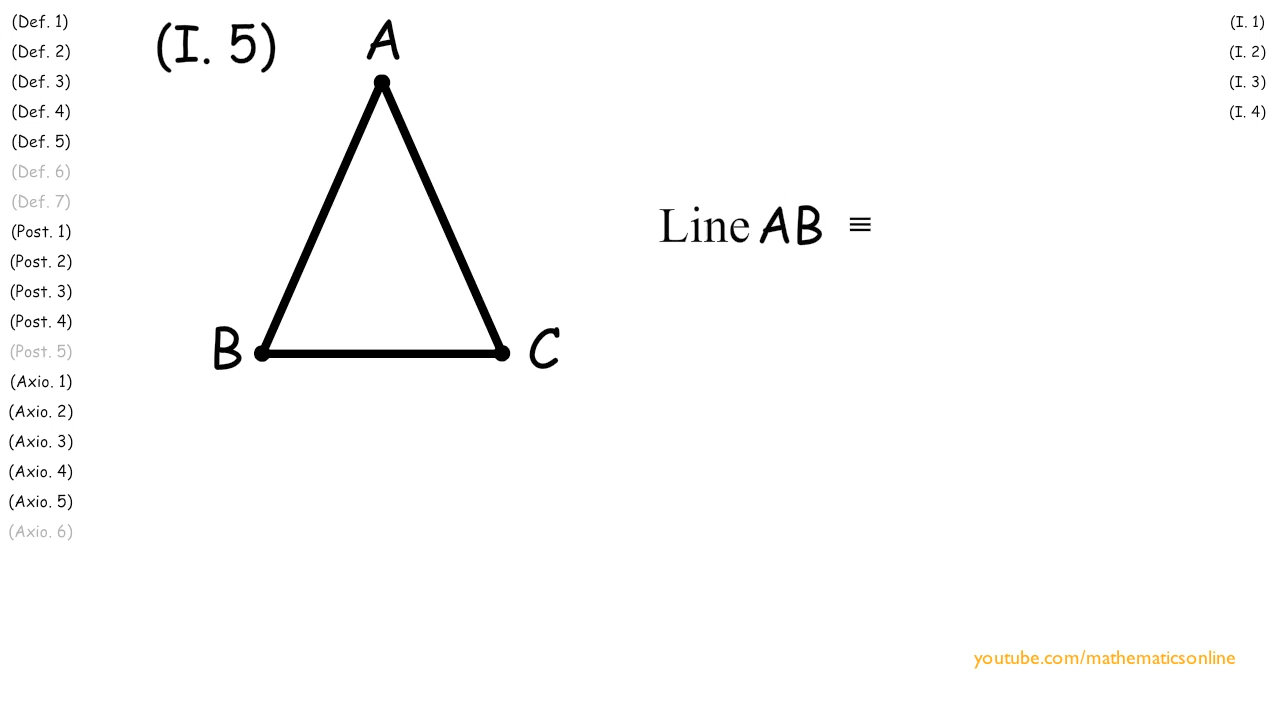 (Def. 1)
(Def. 2)
(Def. 3)
(Def. 4)
(Def. 5)
(Def. 6)
(Def. 7)
(Post. 1)
(Post. 2)
(Post. 3)
(Post. 4)
(Post. 5)
(Axio. 1)
(Axio. 2)
(Axio. 3)
(Axio. 4)
(Axio. 5)
(Axio. 6)
(I. 5)
A
B
C
Line AB ≡
(I. 1)
(I. 2)
(I. 3)
(I. 4)
youtube.com/mathematicsonline